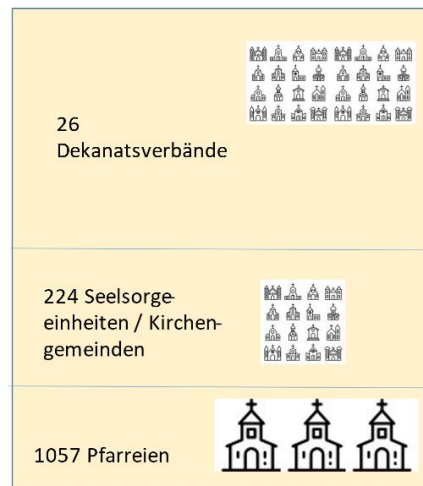 26
Dekanatsverbände
224 Seelsorge-
einheiten / Kirchen-
gemeinden
1057 Pfarreien